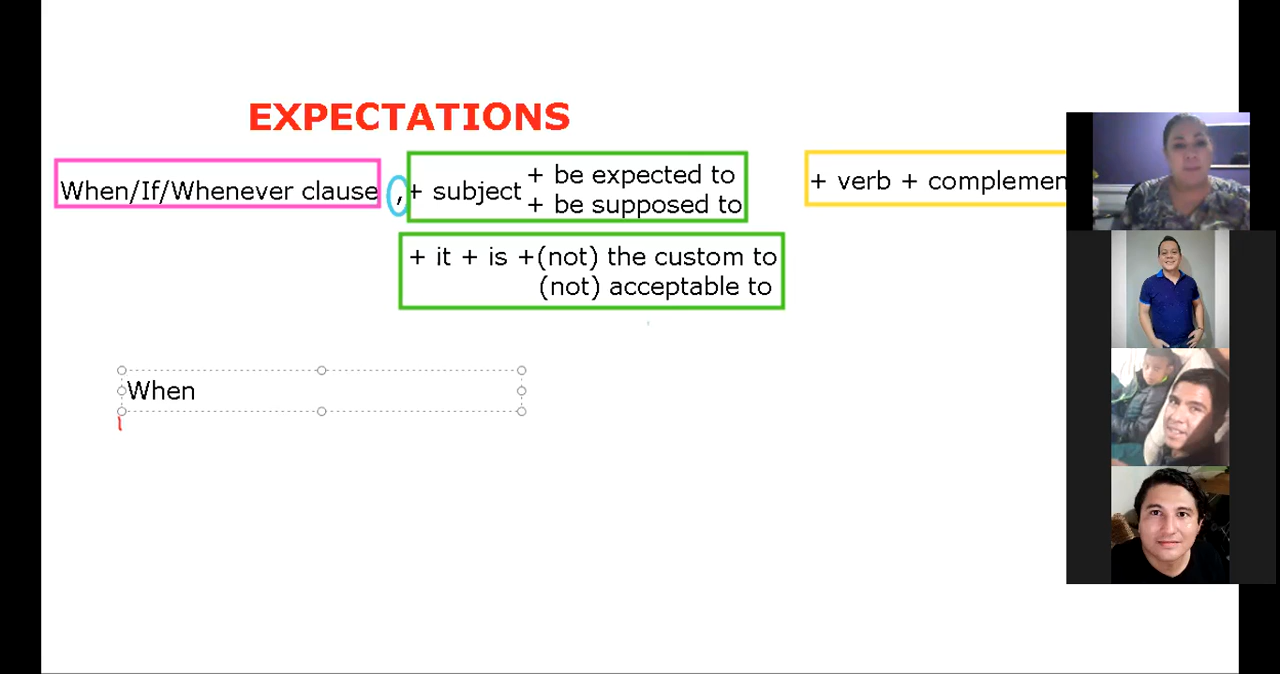 EXPECTATIONS
When/If/Whenever clause , + subject + be expected to
+ be supposed to
+ verb + complemen
+ it + is +(not) the custom to
(not) acceptable to
When